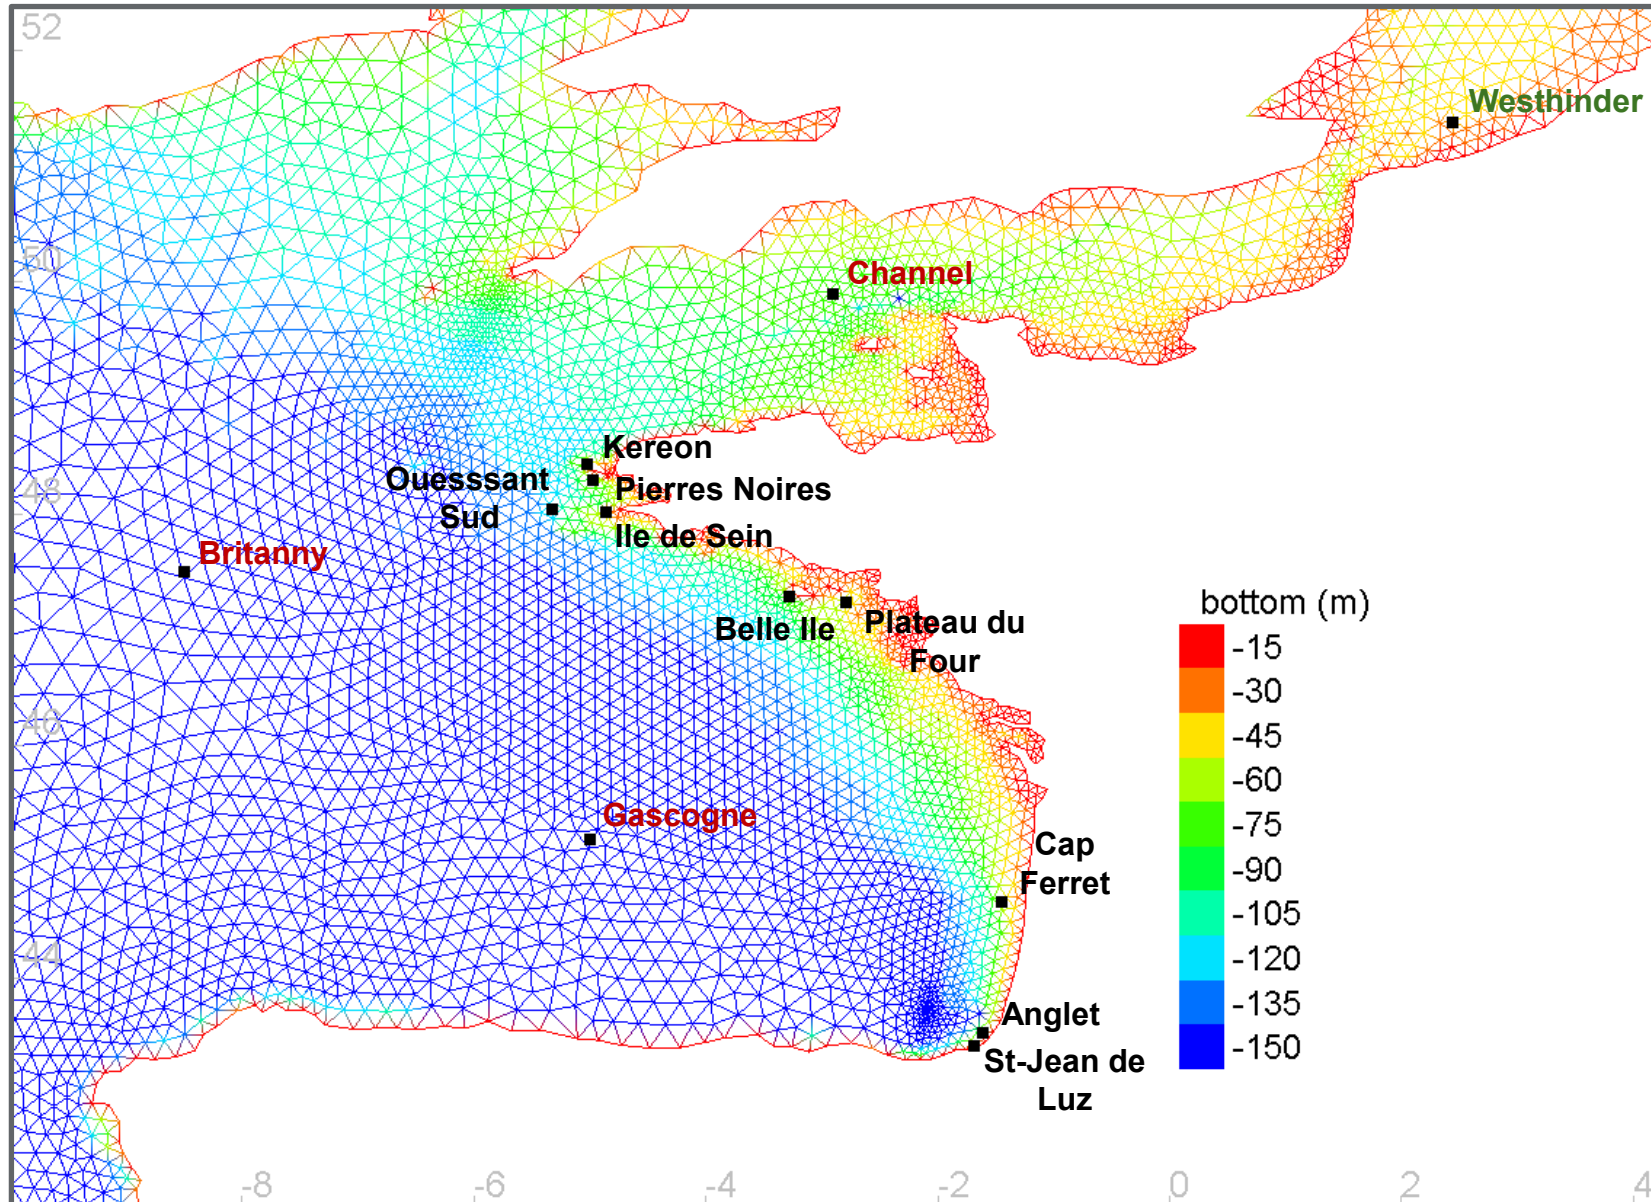 52
Westhinder
50
Channel
Kereon
48
Ouesssant
Sud
Pierres Noires
Ile de Sein
Britanny
bottom (m)
Belle Ile
Plateau du
Four
-15
-30
46
-45
-60
Gascogne
-75
Cap
Ferret
-90
-105
44
-120
-135
Anglet
-150
St-Jean de
Luz
-8
-6
-4
-2
0
2
4